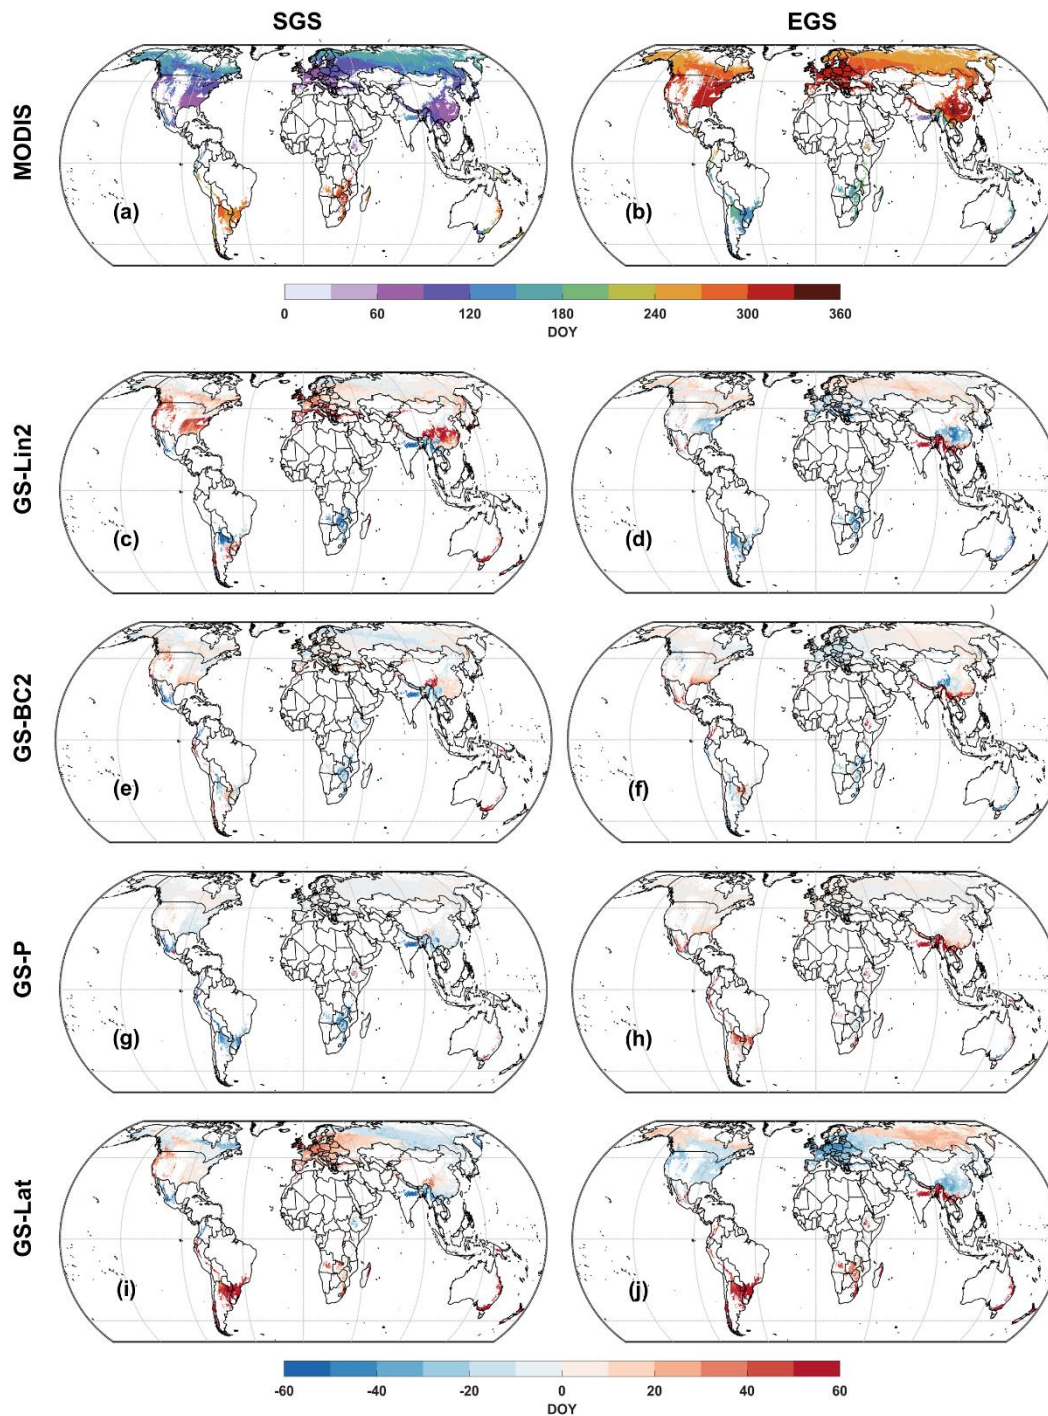 SGS EGS
MODIS
(a) (b)
0 60 120 180 240 300 360
DOY
GS-Lin2
(c) (d)
)
GS-BC2
(e) (f)
GS-P
(g) (h)
GS-Lat
(i) (j)
-60 -40 -20 0 20 40 60
DOY